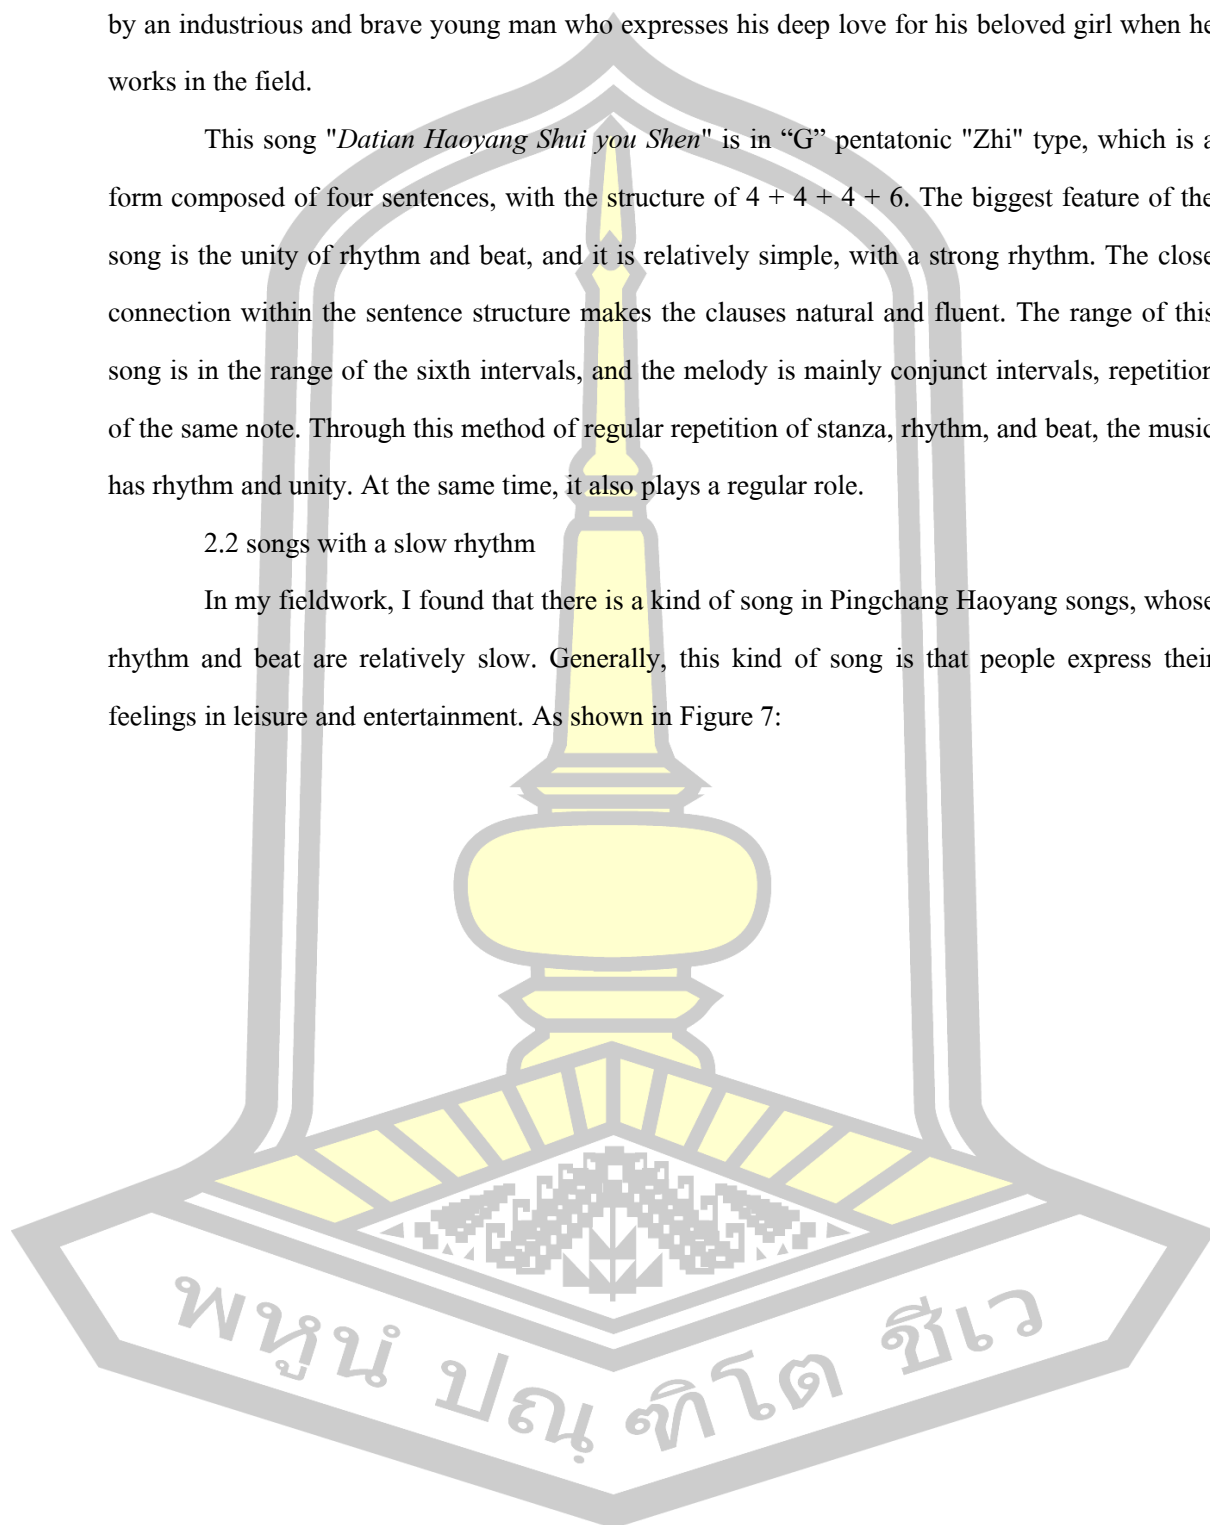 by an industrious and brave young man who expresses his deep love for his beloved girl when he
works in the field.
This song "Datian Haoyang Shui you Shen" is in “G” pentatonic "Zhi" type, which is a
form composed of four sentences, with the structure of 4 + 4 + 4 + 6. The biggest feature of the
song is the unity of rhythm and beat, and it is relatively simple, with a strong rhythm. The close
connection within the sentence structure makes the clauses natural and fluent. The range of this
song is in the range of the sixth intervals, and the melody is mainly conjunct intervals, repetition
of the same note. Through this method of regular repetition of stanza, rhythm, and beat, the music
has rhythm and unity. At the same time, it also plays a regular role.
2.2 songs with a slow rhythm
In my fieldwork, I found that there is a kind of song in Pingchang Haoyang songs, whose
rhythm and beat are relatively slow. Generally, this kind of song is that people express their
feelings in leisure and entertainment. As shown in Figure 7:
พหูนํ ปณฺ ฑิโต ชีเว